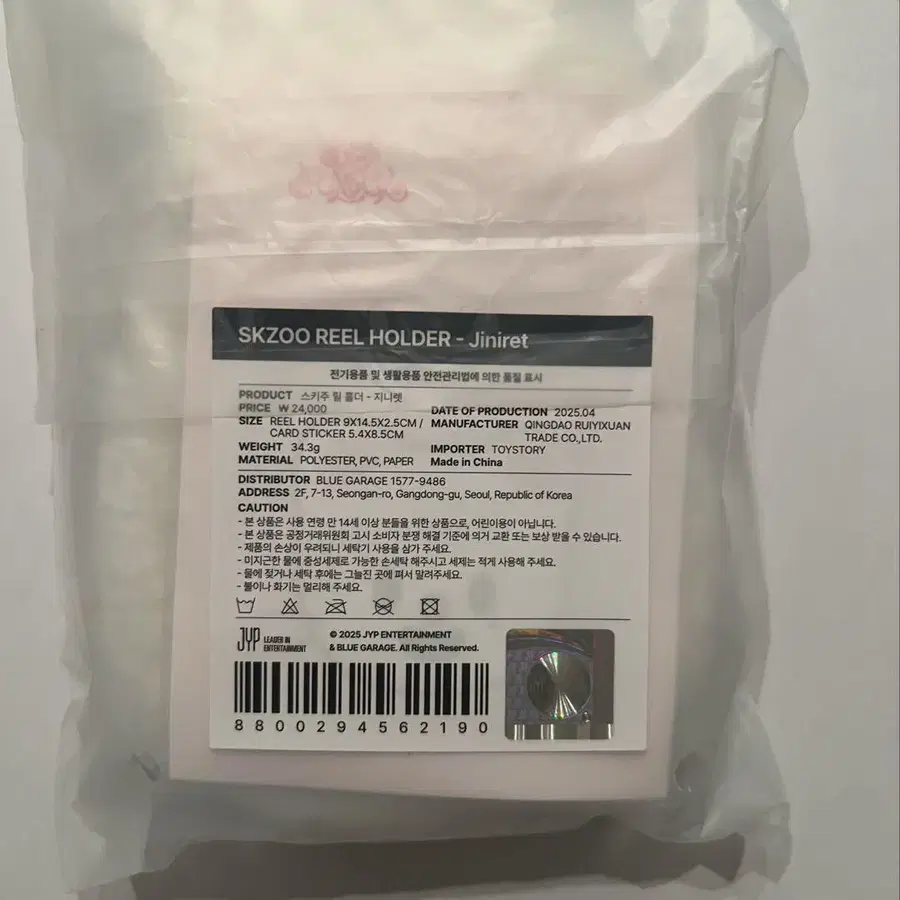 SKZOO REEL HOLDER - Jiniret
전기용품 및 생활용품 안전관리법에 의한 품질 표시
PRODUCT 스키주 릴 홀더 - 지니렛
PRICE ₩ 24,000
SIZE REEL HOLDER 9X14.5X2.5CM /
CARD STICKER 5.4X8.5CM
WEIGHT 34.3g
MATERIAL POLYESTER, PVC, PAPER
DATE OF PRODUCTION 2025.04
MANUFACTURER QINGDAO RUIYIXUAN
TRADE CO.,LTD.
IMPORTER TOYSTORY
Made in China
DISTRIBUTOR BLUE GARAGE 1577-9486
ADDRESS 2F, 7-13, Seongan-ro, Gangdong-gu, Seoul, Republic of Korea
CAUTION
- 본 상품은 사용 연령 만 14세 이상 분들을 위한 상품으로, 어린이용이 아닙니다.
- 본 상품은 공정거래위원회 고시 소비자 분쟁 해결 기준에 의거 교환 또는 보상 받을 수 있습니다.
- 제품의 손상이 우려되니 세탁기 사용을 삼가 주세요.
- 미지근한 물에 중성세제로 가능한 손세탁 해주시고 세제는 적게 사용해 주세요.
- 물에 젖거나 세탁 후에는 그늘진 곳에 펴서 말려주세요.
- 불이나 화기는 멀리해 주세요.
JYP LEADER IN
ENTERTAINMENT
© 2025 JYP ENTERTAINMENT
& BLUE GARAGE. All Rights Reserved.
8800294562190